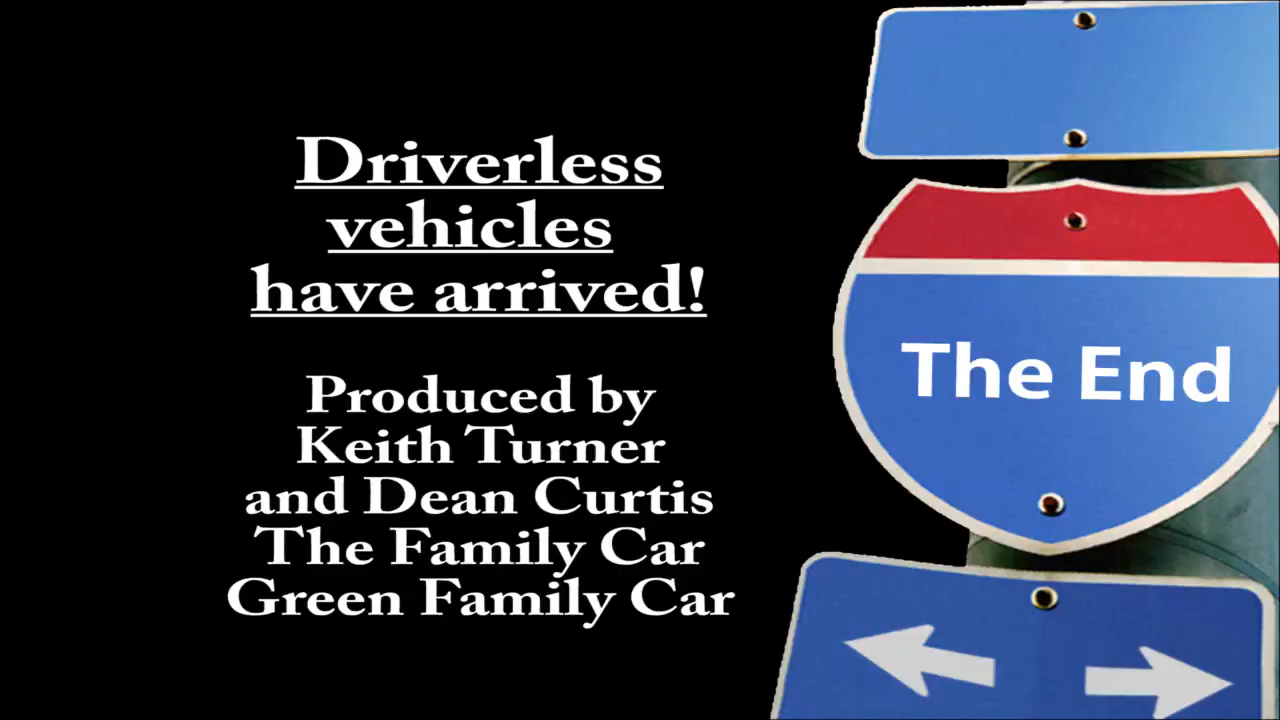 Driverless
vehicles
have arrived!
Produced by
Keith Turner
and Dean Curtis
The Family Car
Green Family Car
The End